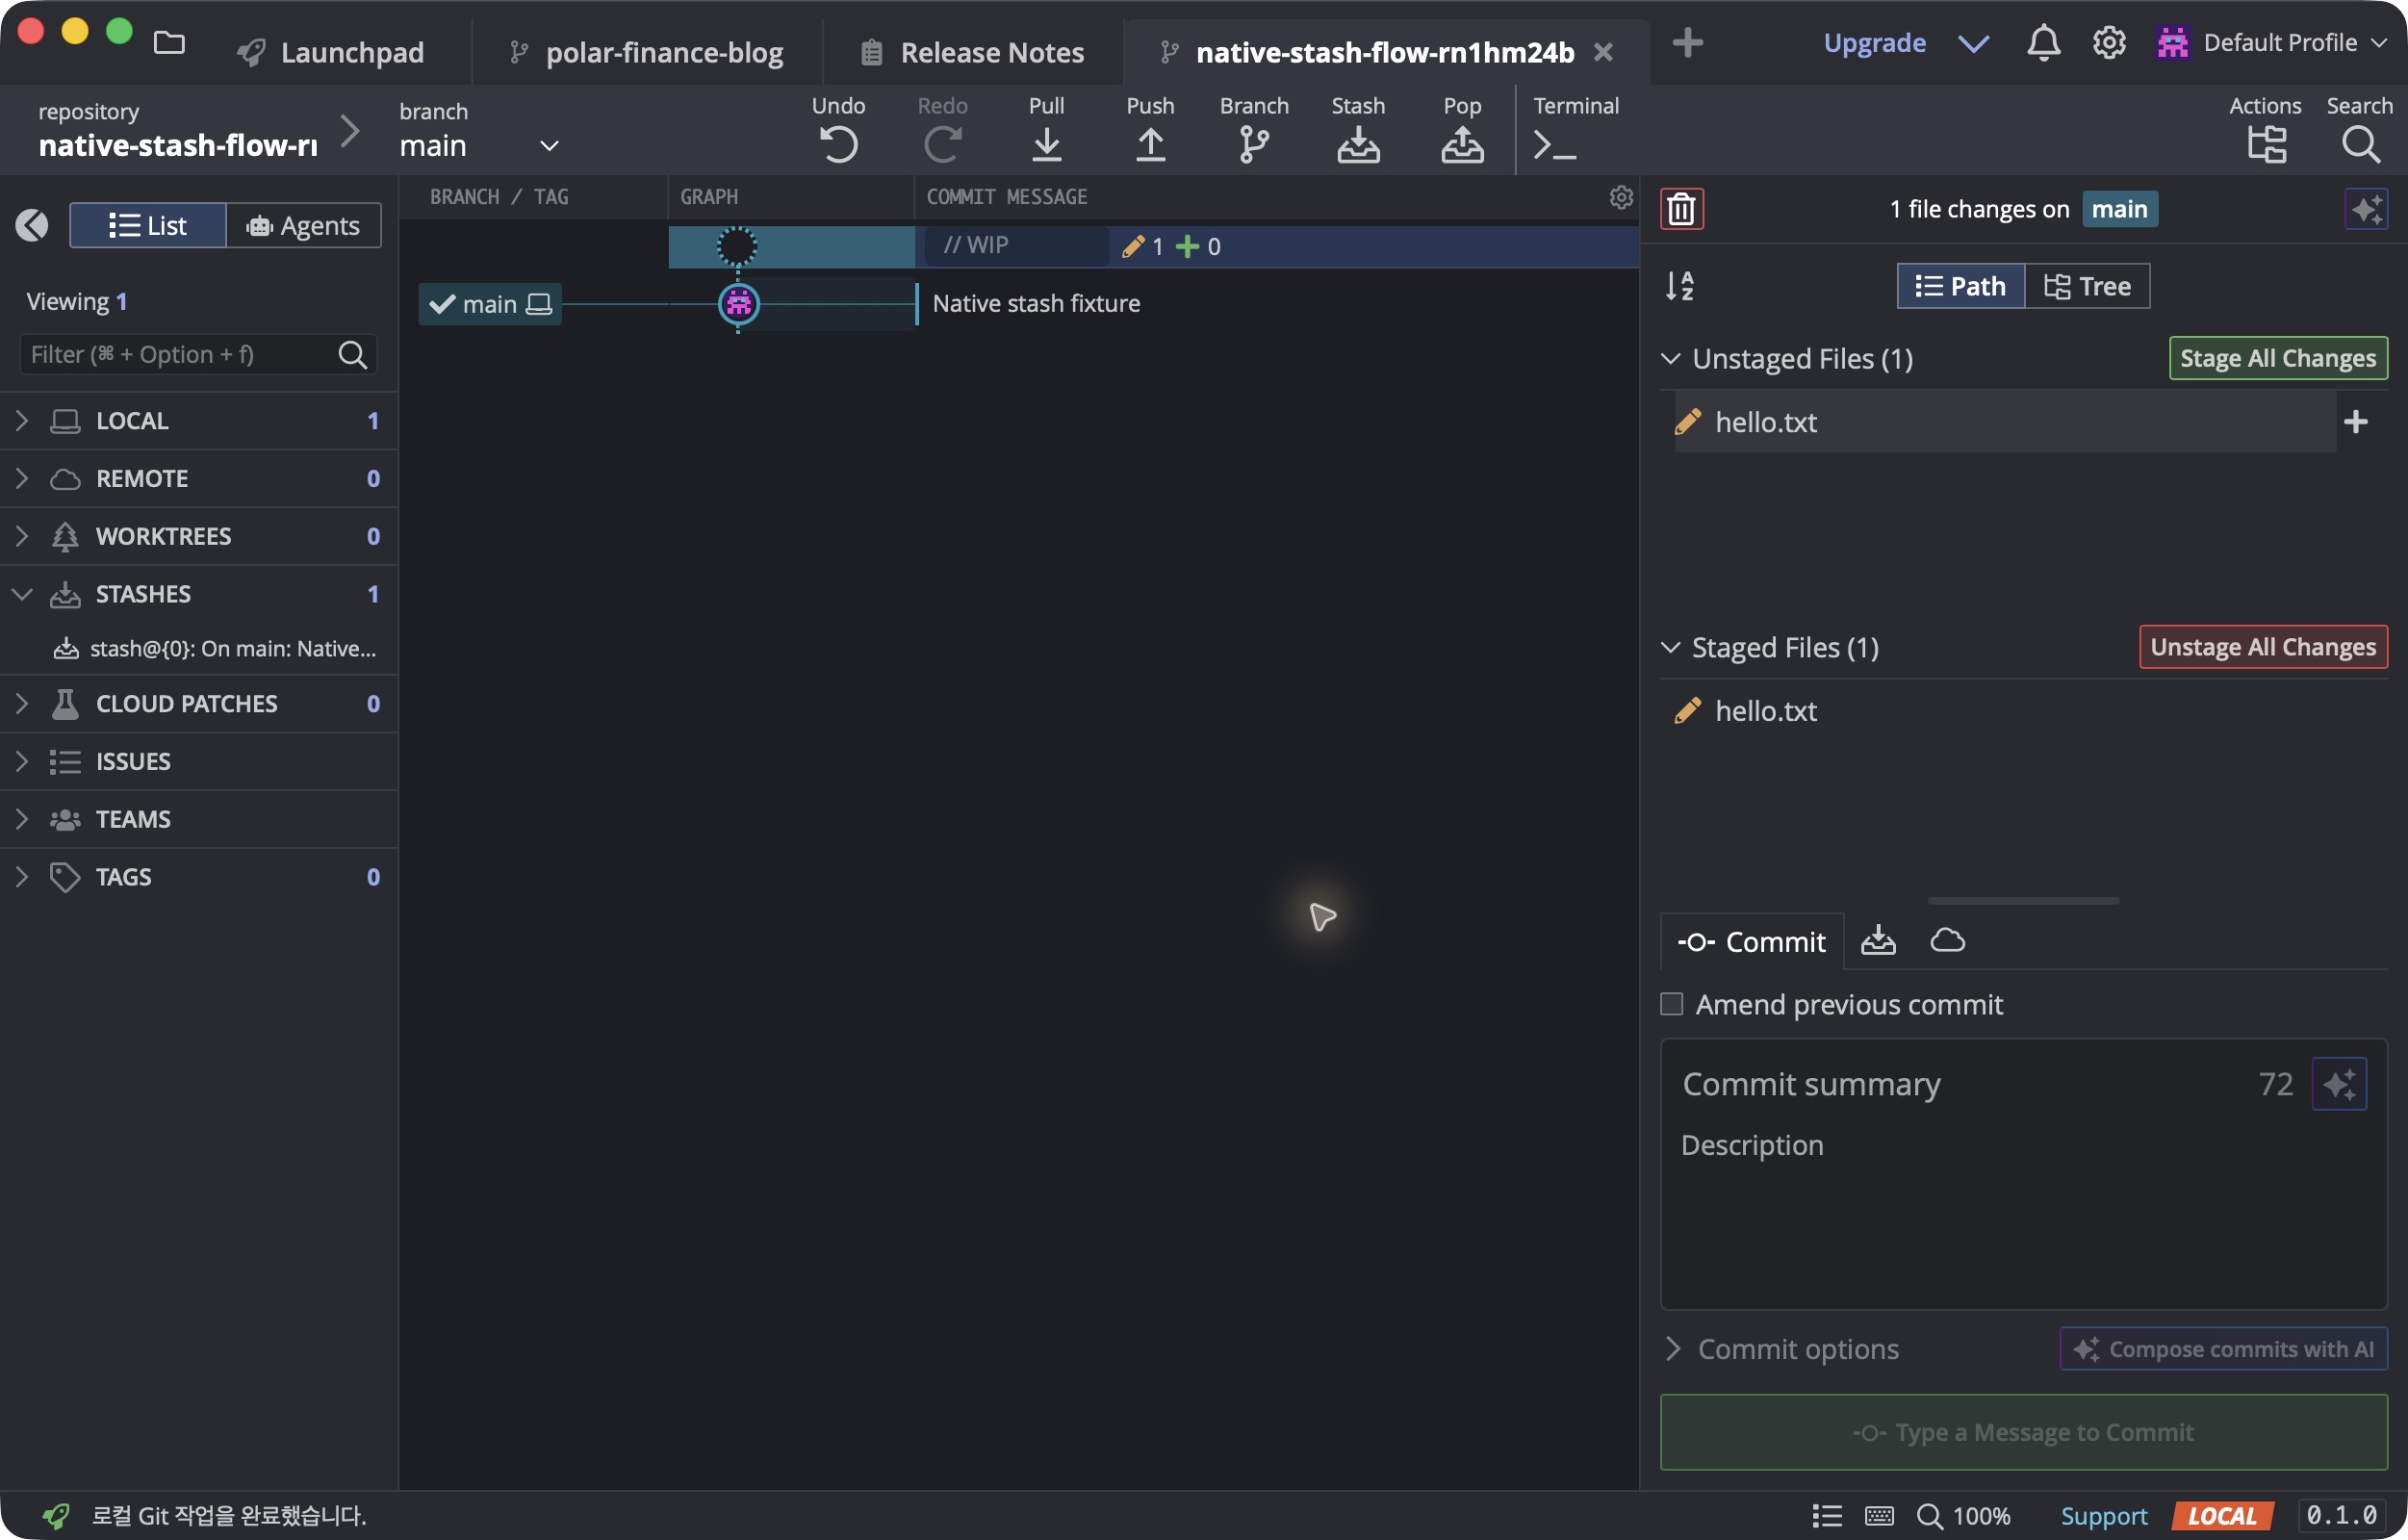 Launchpad
polar-finance-blog
Release Notes
native-stash-flow-rn1hm24b
Upgrade
Default Profile
repository
native-stash-flow-r
branch
main
Undo
Redo
Pull
Push
Branch
Stash
Pop
Terminal
Actions
Search
List
Agents
Viewing 1
Filter (⌘ + Option + f)
LOCAL 1
REMOTE 0
WORKTREES 0
STASHES 1
stash@{0}: On main: Native...
CLOUD PATCHES 0
ISSUES
TEAMS
TAGS 0
BRANCH / TAG
GRAPH
COMMIT MESSAGE
// WIP
1
0
main
Native stash fixture
1 file changes on main
Path
Tree
Unstaged Files (1)
Stage All Changes
hello.txt
Staged Files (1)
Unstage All Changes
hello.txt
Commit
Amend previous commit
Commit summary
72
Description
Commit options
Compose commits with AI
Type a Message to Commit
로컬 Git 작업을 완료했습니다.
100%
Support
LOCAL
0.1.0